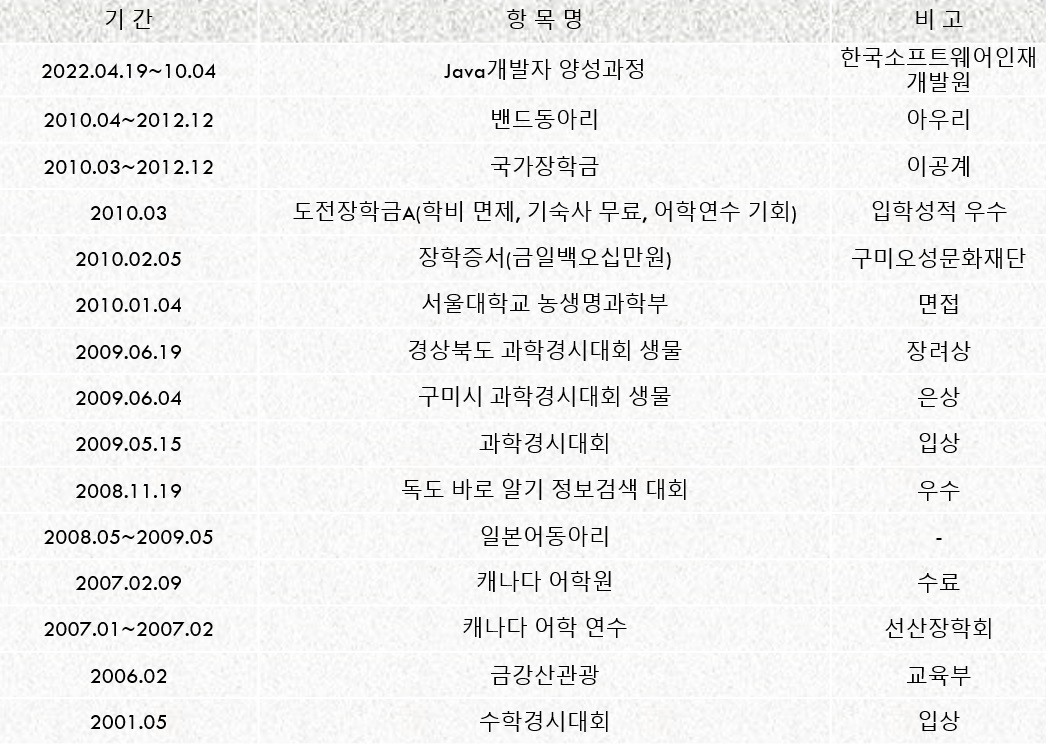 기 간 항 목 명 비 고
2022.04.19~10.04 Java개발자 양성과정 한국소프트웨어인재
개발원
2010.04~2012.12 밴드동아리 아우리
2010.03~2012.12 국가장학금 이공계
2010.03 도전장학금A(학비 면제, 기숙사 무료, 어학연수 기회) 입학성적 우수
2010.02.05 장학증서(금일백오십만원) 구미오성문화재단
2010.01.04 서울대학교 농생명과학부 면접
2009.06.19 경상북도 과학경시대회 생물 장려상
2009.06.04 구미시 과학경시대회 생물 은상
2009.05.15 과학경시대회 입상
2008.11.19 독도 바로 알기 정보검색 대회 우수
2008.05~2009.05 일본어동아리 -
2007.02.09 캐나다 어학원 수료
2007.01~2007.02 캐나다 어학 연수 선산장학회
2006.02 금강산관광 교육부
2001.05 수학경시대회 입상